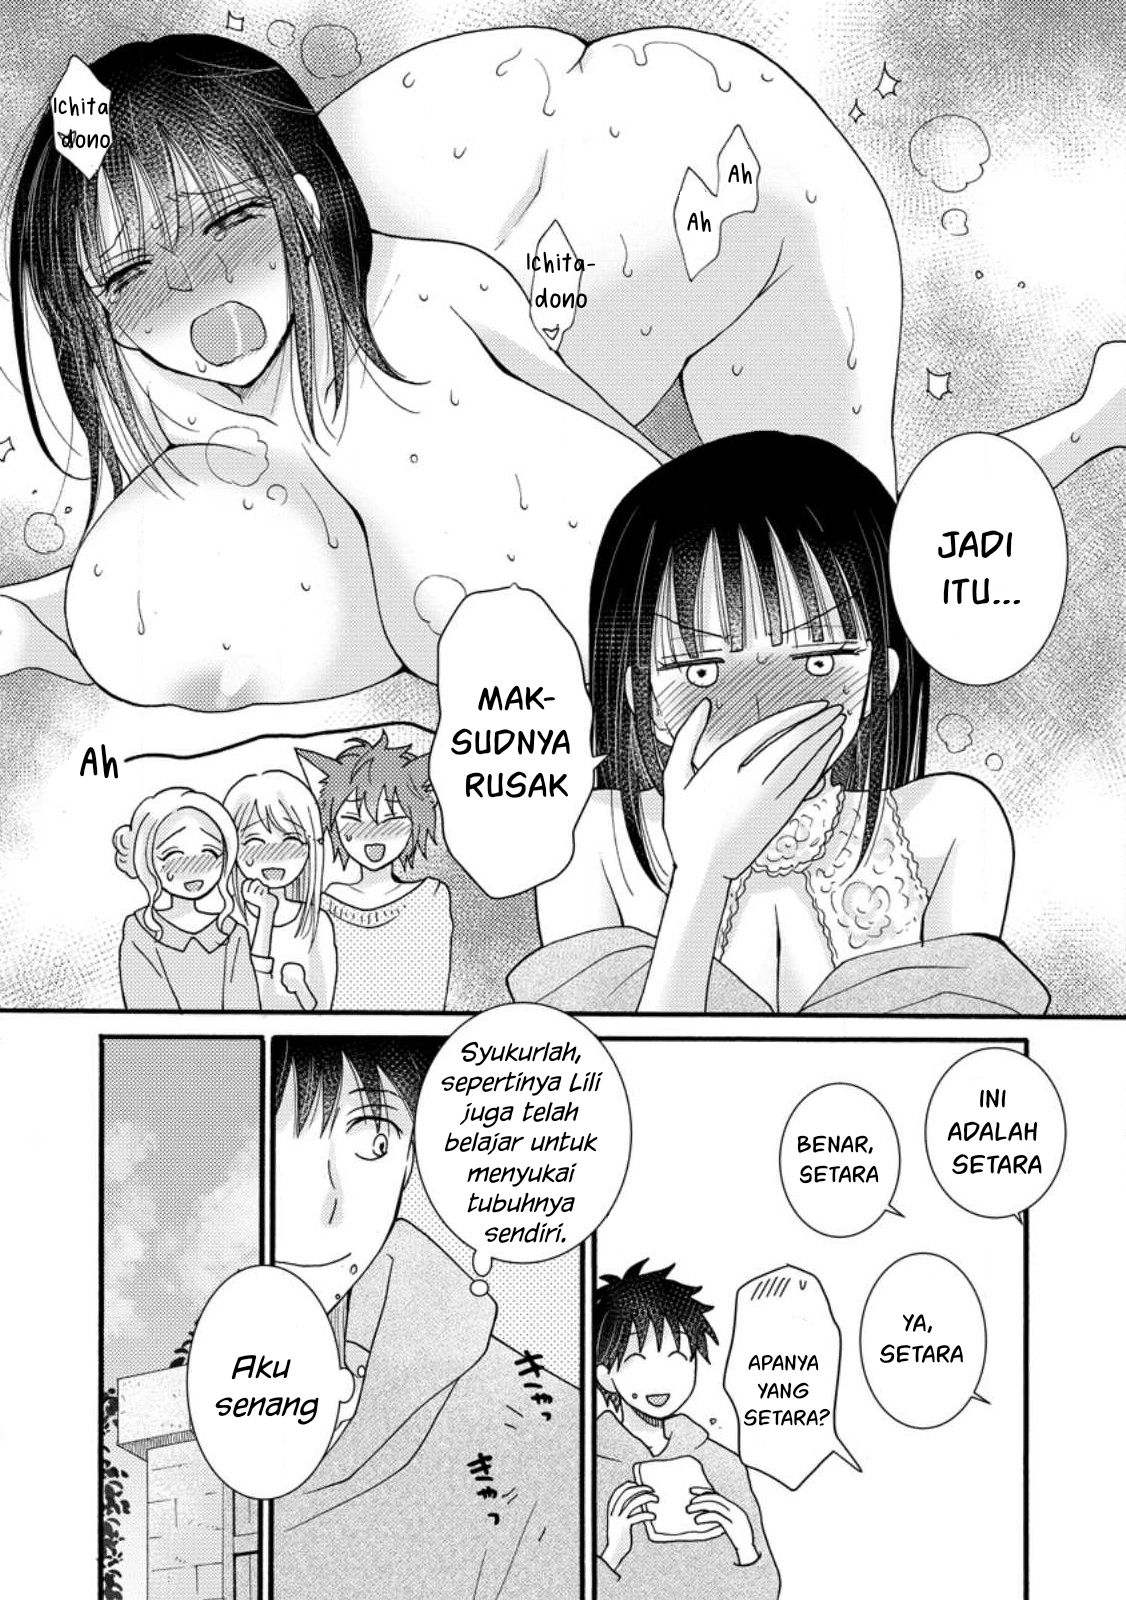 Ichita-
dono
Ah
Ah
Ichita-
dono
JADI
ITU...
MAK-
SUDNYA
RUSAK
Ah
INI
ADALAH
SETARA
BENAR,
SETARA
YA,
SETARA
APANYA
YANG
SETARA?
Syukurlah,
sepertinya Lili
juga telah
belajar untuk
menyukai
tubuhnya
sendiri.
Aku
senang